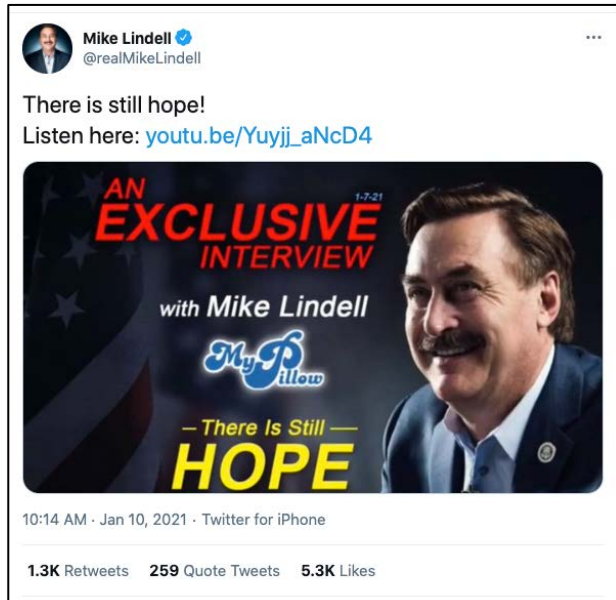 Mike Lindell
@realMikeLindell
There is still hope!
Listen here: youtu.be/Yuyjj_aNcD4
AN
1-7-21
EXCLUSIVE
INTERVIEW
with Mike Lindell
MyPillow
– There Is Still –
HOPE
10:14 AM · Jan 10, 2021 · Twitter for iPhone
1.3K Retweets 259 Quote Tweets 5.3K Likes